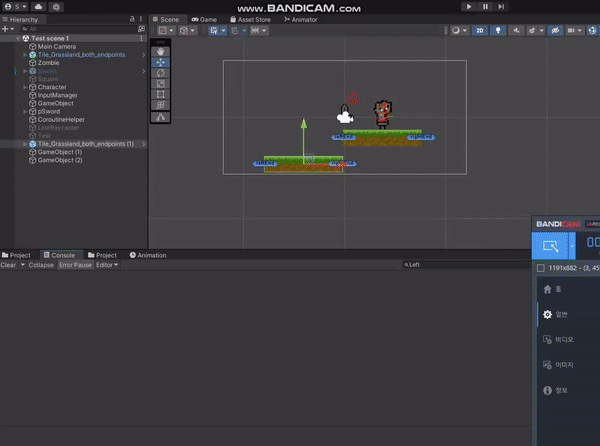 www.BANDICAM.com
S
Hierarchy
Scene
Game
Asset Store
Animator
All
2D
Test scene 1
Main Camera
Tile_Grassland_both_endpoints
Zombie
Sword
Square
Character
InputManager
GameObject
pSword
CoroutineHelper
LineRaycaster
Test
Tile_Grassland_both_endpoints (1)
GameObject (1)
GameObject (2)
Project
Console
Project
Animation
Clear
Collapse
Error Pause
Editor
Left
BANDICAM
00
1191x882 - (3, 45
홈
일반
비디오
이미지
정보